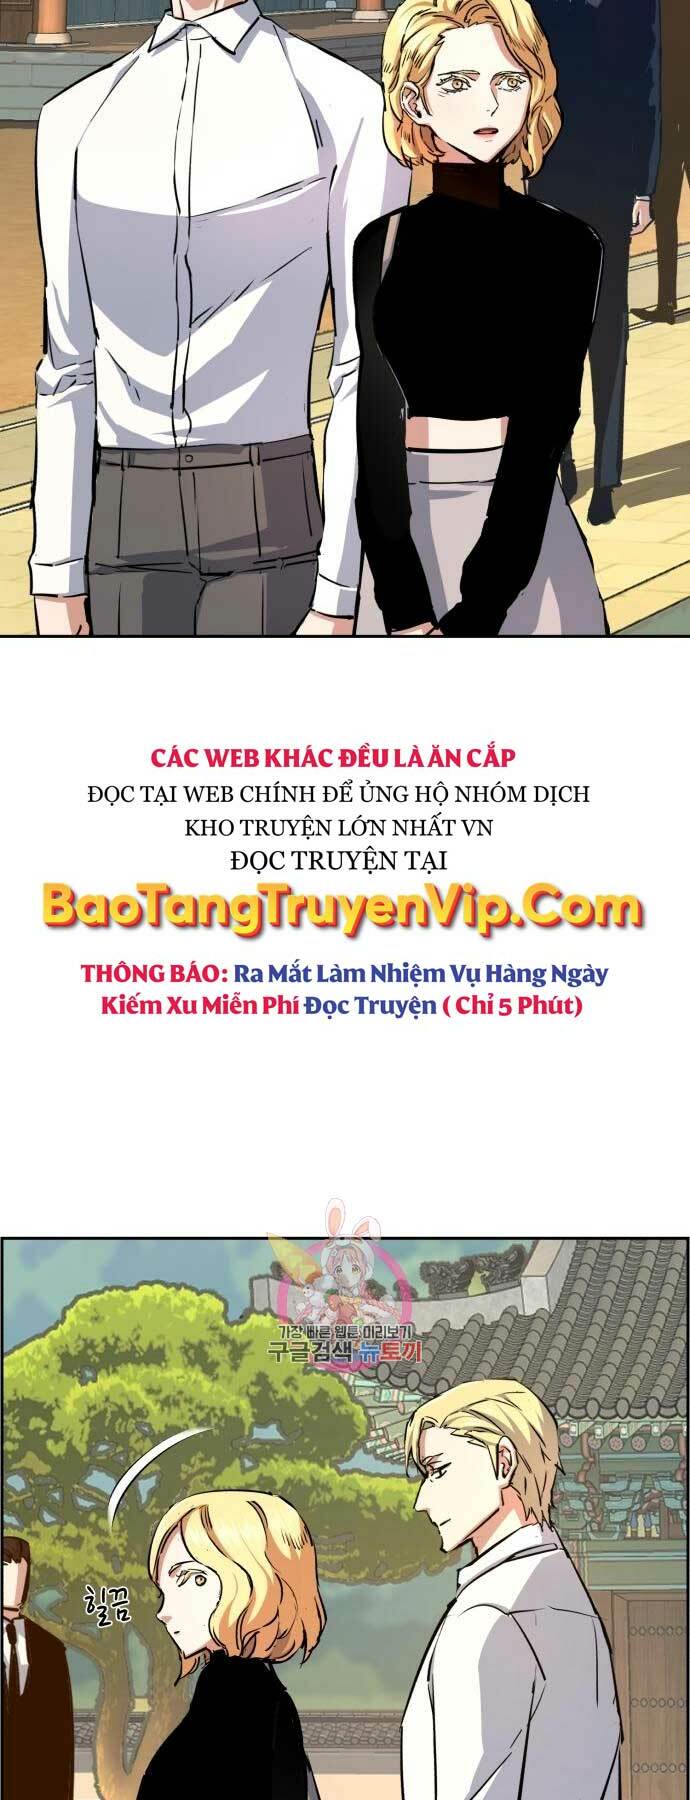 CÁC WEB KHÁC ĐỀU LÀ ĂN CẮP
ĐỌC TẠI WEB CHÍNH ĐỂ ỦNG HỘ NHÓM DỊCH
KHO TRUYỆN LỚN NHẤT VN
ĐỌC TRUYỆN TẠI
BaoTangTruyenVip.Com
THÔNG BÁO: Ra Mắt Làm Nhiệm Vụ Hàng Ngày
Kiếm Xu Miễn Phí Đọc Truyện ( Chỉ 5 Phút)
가장 빠른 웹툰 미리보기
구글검색 뉴토끼
힐끔